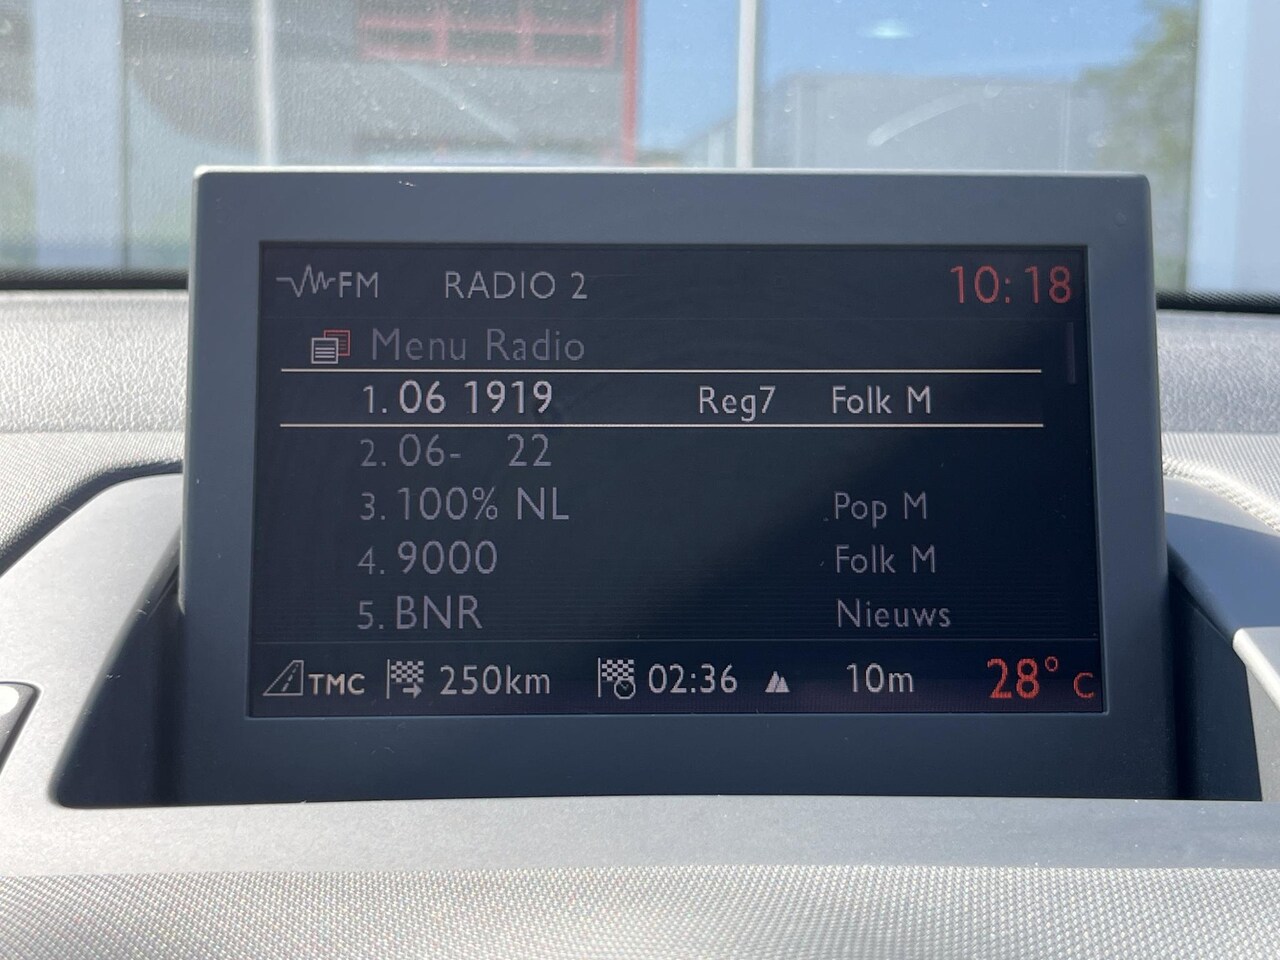 FM RADIO 2 10:18
Menu Radio
1. 06 1919 Reg7 Folk M
2. 06- 22
3. 100% NL Pop M
4. 9000 Folk M
5. BNR Nieuws
TMC 250km 02:36 10m 28° C